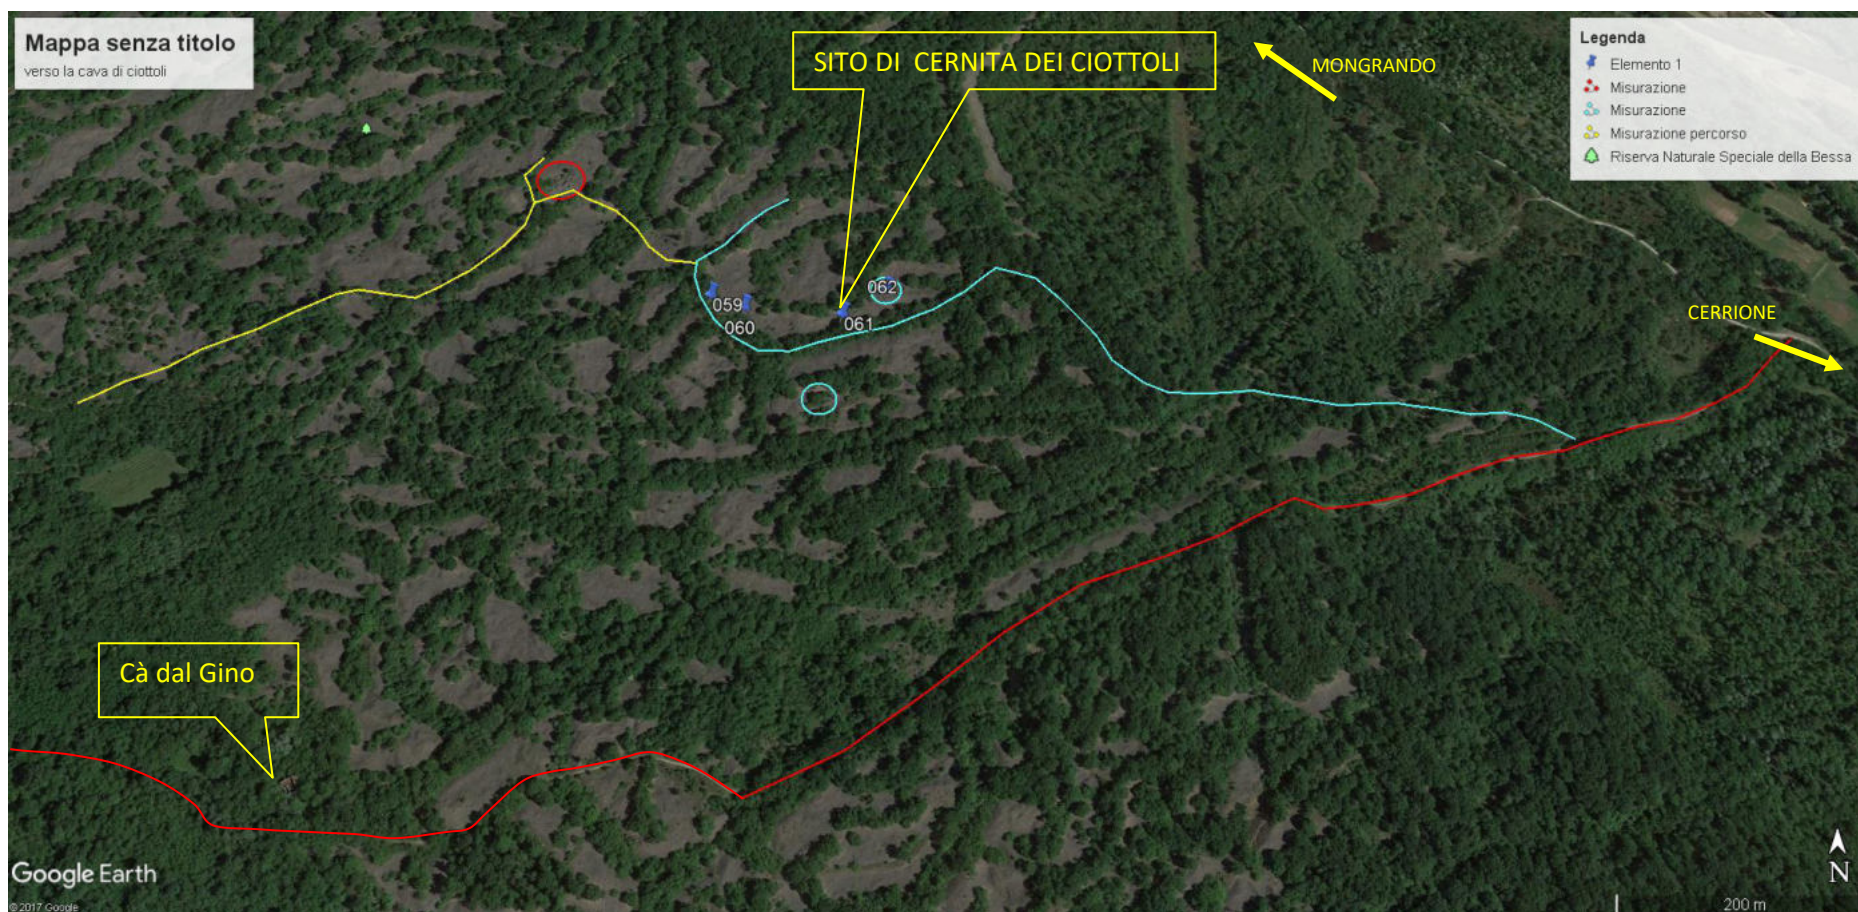 Mappa senza titolo
verso la cava di ciottoli
SITO DI CERNITA DEI CIOTTOLI
MONGRANDO
Legenda
Elemento 1
Misurazione
Misurazione
Misurazione percorso
Riserva Naturale Speciale della Bessa
062
059
060
061
CERRIONE
Cà dal Gino
N
Google Earth
© 2017 Google
200 m